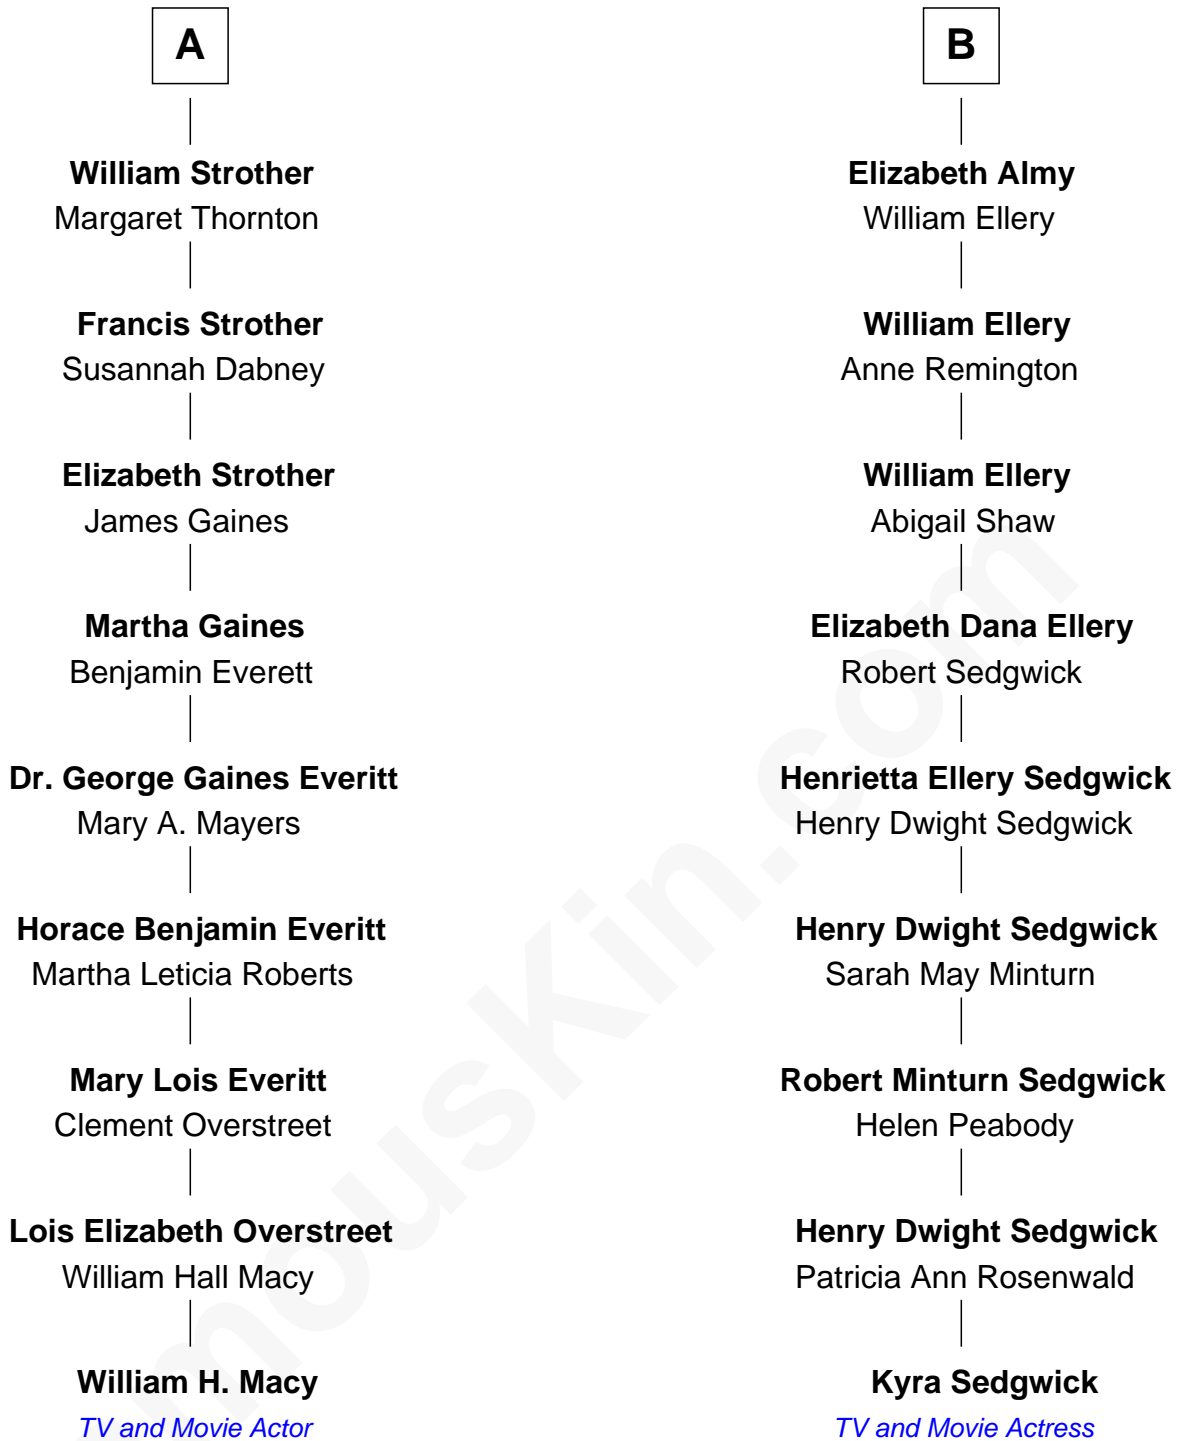 A
William Strother
Margaret Thornton
Francis Strother
Susannah Dabney
Elizabeth Strother
James Gaines
Martha Gaines
Benjamin Everett
Dr. George Gaines Everitt
Mary A. Mayers
Horace Benjamin Everitt
Martha Leticia Roberts
Mary Lois Everitt
Clement Overstreet
Lois Elizabeth Overstreet
William Hall Macy
William H. Macy
TV and Movie Actor
B
Elizabeth Almy
William Ellery
William Ellery
Anne Remington
William Ellery
Abigail Shaw
Elizabeth Dana Ellery
Robert Sedgwick
Henrietta Ellery Sedgwick
Henry Dwight Sedgwick
Henry Dwight Sedgwick
Sarah May Minturn
Robert Minturn Sedgwick
Helen Peabody
Henry Dwight Sedgwick
Patricia Ann Rosenwald
Kyra Sedgwick
TV and Movie Actress
mousKin.com